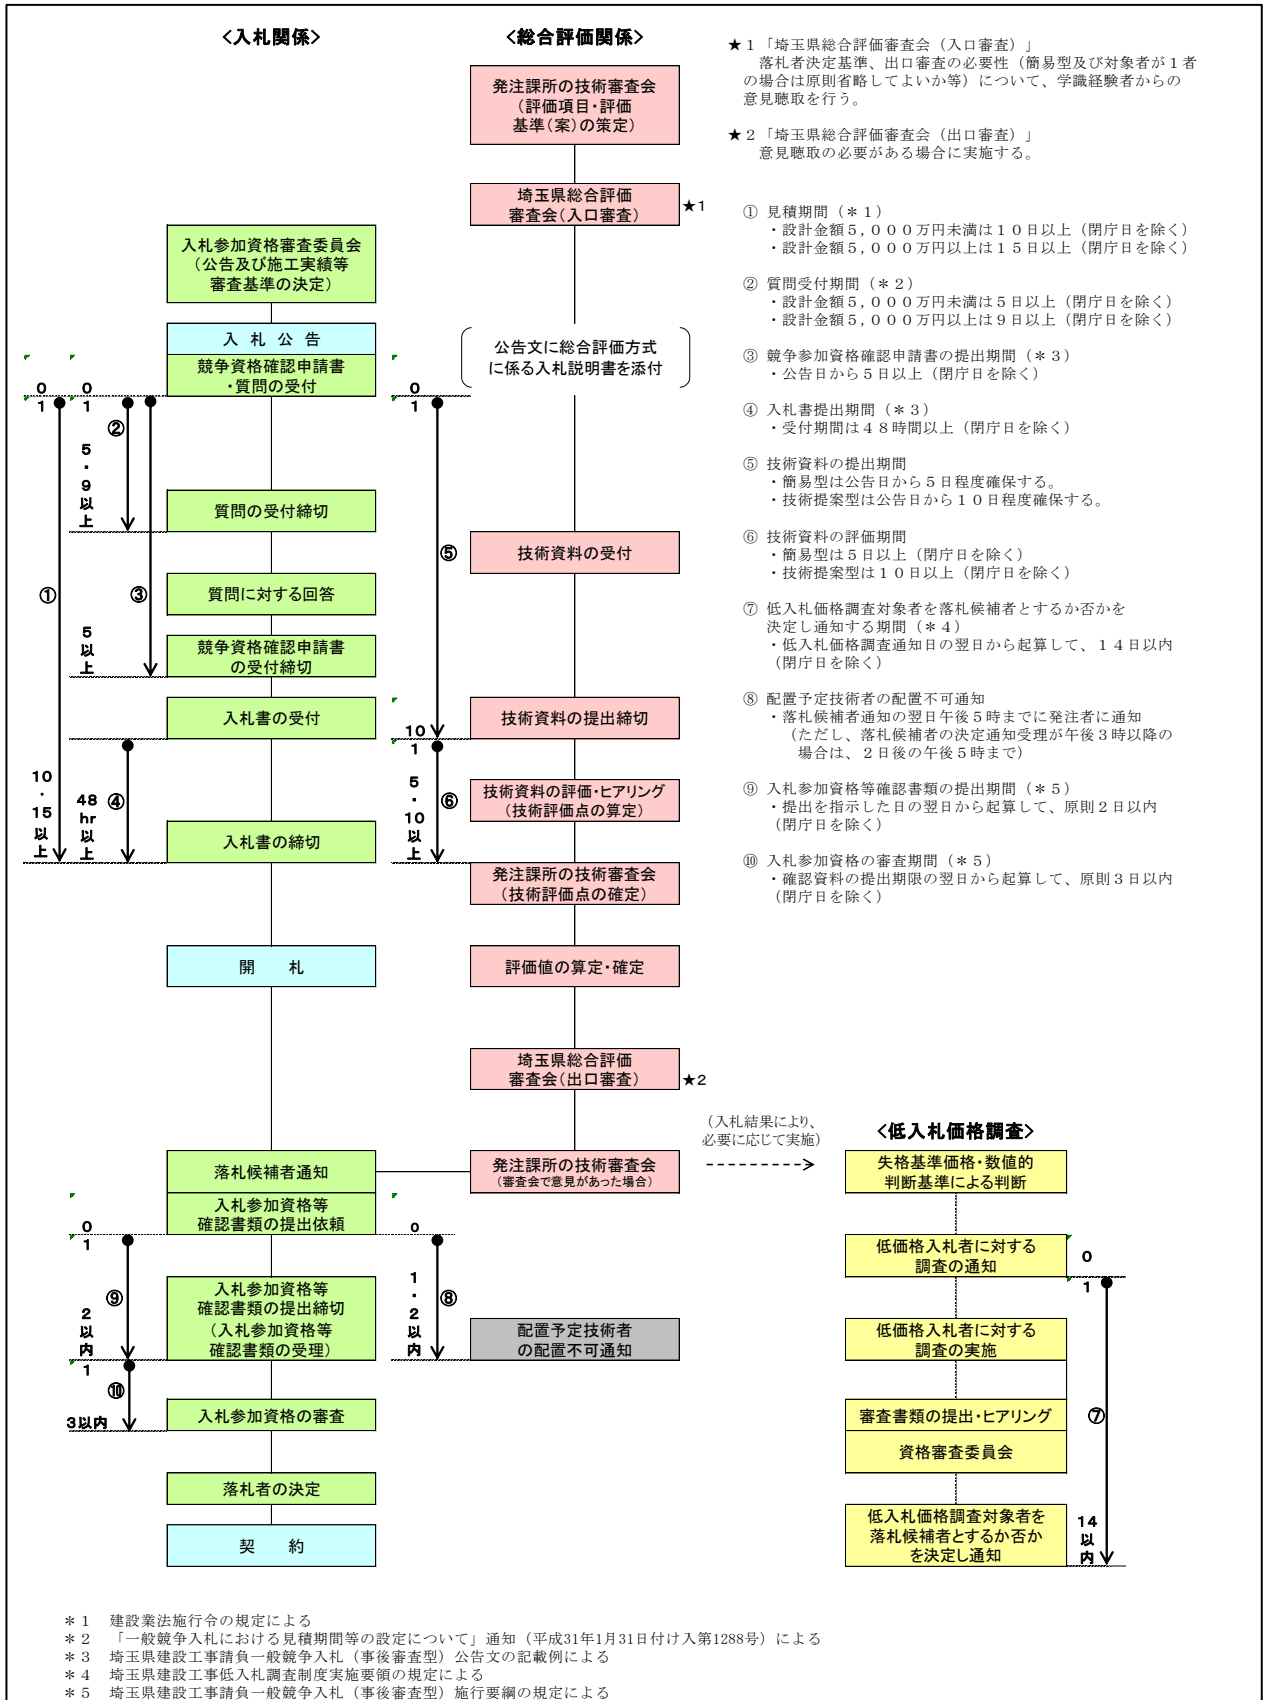 <入札関係>
<総合評価関係>
発注課所の技術審査会
(評価項目・評価
基準(案)の策定)
埼玉県総合評価
審査会(入口審査)
★1
入札参加資格審査委員会
(公告及び施工実績等
審査基準の決定)
入 札 公 告
競争資格確認申請書
・質問の受付
公告文に総合評価方式
に係る入札説明書を添付
0
1
0
1
0
1
②
5
・
9
以
上
質問の受付締切
⑤
技術資料の受付
①
③
質問に対する回答
5
以
上
競争資格確認申請書
の受付締切
入札書の受付
技術資料の提出締切
10
1
10
・
15
以
上
48
hr
以
上
④
5
・
10
以
上
⑥
技術資料の評価・ヒアリング
(技術評価点の算定)
入札書の締切
発注課所の技術審査会
(技術評価点の確定)
開 札
評価値の算定・確定
埼玉県総合評価
審査会(出口審査)
★2
落札候補者通知
発注課所の技術審査会
(審査会で意見があった場合)
(入札結果により、
必要に応じて実施)
入札参加資格等
確認書類の提出依頼
0
1
0
1
・
2
以
内
⑧
⑨
2
以
内
入札参加資格等
確認書類の提出締切
(入札参加資格等
確認書類の受理)
配置予定技術者
の配置不可通知
1
⑩
3以内
入札参加資格の審査
落札者の決定
契 約
<低入札価格調査>
失格基準価格・数値的
判断基準による判断
低価格入札者に対する
調査の通知
0
1
低価格入札者に対する
調査の実施
審査書類の提出・ヒアリング
⑦
資格審査委員会
低入札価格調査対象者を
落札候補者とするか否か
を決定し通知
14
以
内
★1「埼玉県総合評価審査会(入口審査)」
落札者決定基準、出口審査の必要性(簡易型及び対象者が1者
の場合は原則省略してよいか等)について、学識経験者からの
意見聴取を行う。
★2「埼玉県総合評価審査会(出口審査)」
意見聴取の必要がある場合に実施する。
① 見積期間(*1)
・設計金額5,000万円未満は10日以上(閉庁日を除く)
・設計金額5,000万円以上は15日以上(閉庁日を除く)
② 質問受付期間(*2)
・設計金額5,000万円未満は5日以上(閉庁日を除く)
・設計金額5,000万円以上は9日以上(閉庁日を除く)
③ 競争参加資格確認申請書の提出期間(*3)
・公告日から5日以上(閉庁日を除く)
④ 入札書提出期間(*3)
・受付期間は48時間以上(閉庁日を除く)
⑤ 技術資料の提出期間
・簡易型は公告日から5日程度確保する。
・技術提案型は公告日から10日程度確保する。
⑥ 技術資料の評価期間
・簡易型は5日以上(閉庁日を除く)
・技術提案型は10日以上(閉庁日を除く)
⑦ 低入札価格調査対象者を落札候補者とするか否かを
決定し通知する期間(*4)
・低入札価格調査通知日の翌日から起算して、14日以内
(閉庁日を除く)
⑧ 配置予定技術者の配置不可通知
・落札候補者通知の翌日午後5時までに発注者に通知
(ただし、落札候補者の決定通知受理が午後3時以降の
場合は、2日後の午後5時まで)
⑨ 入札参加資格等確認書類の提出期間(*5)
・提出を指示した日の翌日から起算して、原則2日以内
(閉庁日を除く)
⑩ 入札参加資格の審査期間(*5)
・確認資料の提出期限の翌日から起算して、原則3日以内
(閉庁日を除く)
*1 建設業法施行令の規定による
*2 「一般競争入札における見積期間等の設定について」通知(平成31年1月31日付け入第1288号)による
*3 埼玉県建設工事請負一般競争入札(事後審査型)公告文の記載例による
*4 埼玉県建設工事低入札調査制度実施要領の規定による
*5 埼玉県建設工事請負一般競争入札(事後審査型)施行要綱の規定による